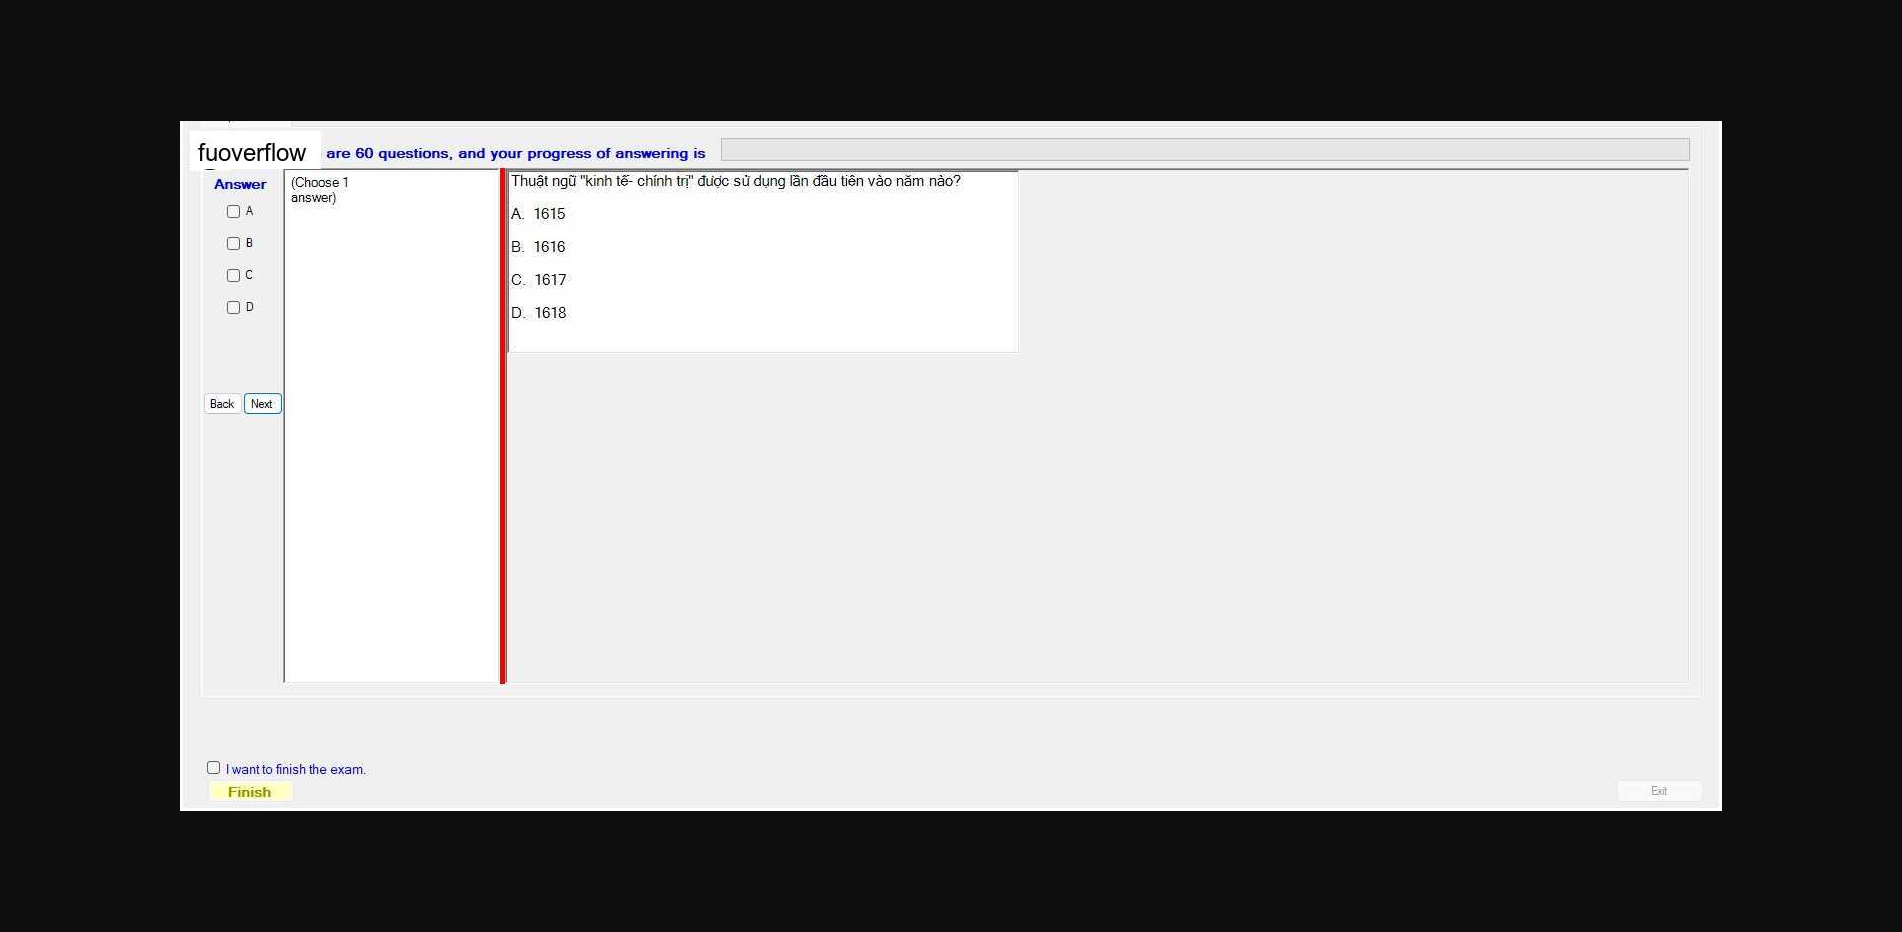 fuoverflow are 60 questions, and your progress of answering is
Answer
A
B
C
D
Back Next
(Choose 1
answer)
Thuật ngữ "kinh tế- chính trị" được sử dụng lần đầu tiên vào năm nào?
A. 1615
B. 1616
C. 1617
D. 1618
I want to finish the exam.
Finish
Exit